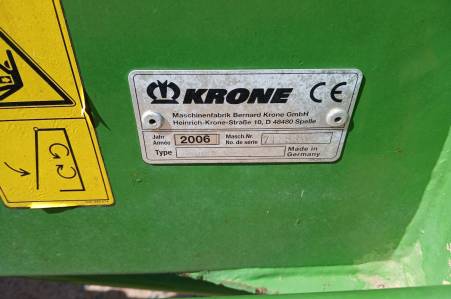 KRONE CE
Maschinenfabrik Bernard Krone GmbH
Heinrich-Krone-Straße 10, D 48480 Spelle
Jahr 2006 Masch.Nr.
Année No. de série
Type Made in
Germany